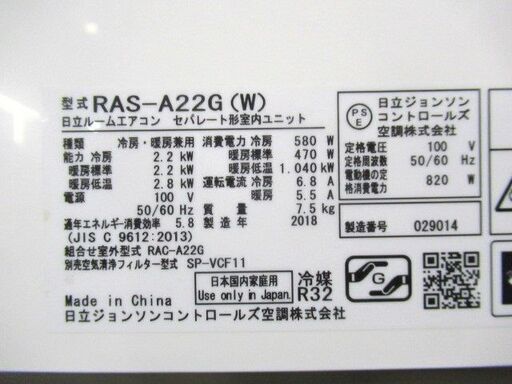 型式 RAS-A22G (W)
日立ルームエアコン セパレート形室内ユニット
種類 冷房・暖房兼用
能力 冷房 2.2 kW
暖房標準 2.2 kW
暖房低温 2.8 kW
電源 100 V
50/60 Hz
通年エネルギー消費効率 5.8
(JIS C 9612:2013)
組合せ室外型式 RAC-A22G
別売空気清浄フィルター型式 SP-VCF11
消費電力 冷房 580 W
暖房標準 470 W
暖房低温 1.040 kW
運転電流 冷房 6.8 A
暖房 5.5 A
質量 7.5 kg
製造年 2018
Made in China
日本国内家庭用
Use only in Japan.
冷媒
R32
G
日立ジョンソンコントロールズ空調株式会社
PS
E
日立ジョンソン
コントロールズ
空調株式会社
定格電圧 100 V
定格周波数 50/60 Hz
電動機の定
格消費電力 820 W
製造番号 029014